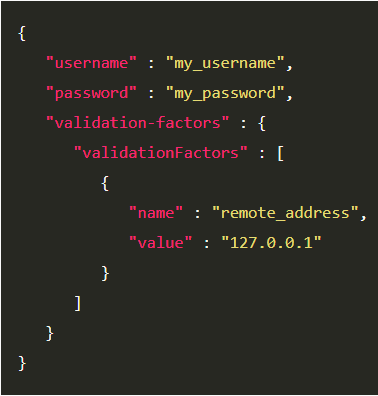 {
"username" : "my_username",
"password" : "my_password",
"validation-factors" : {
"validationFactors" : [
{
"name" : "remote_address",
"value" : "127.0.0.1"
}
]
}
}